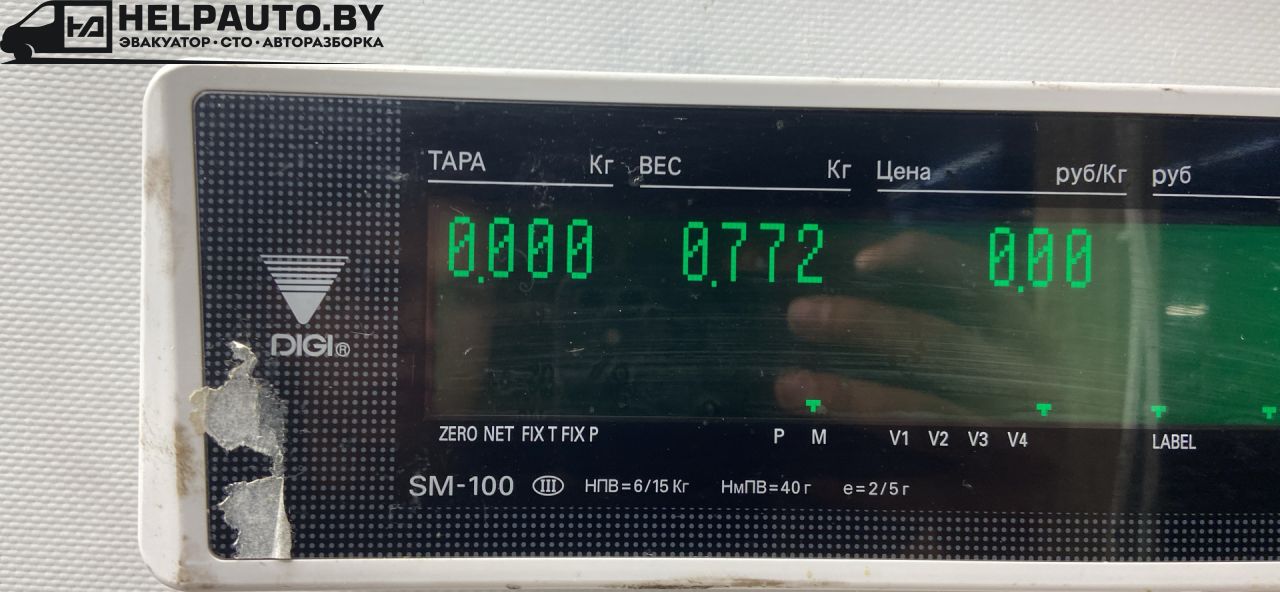 HELPAUTO.BY
ЭВАКУАТОР·СТО·АВТОРАЗБОРКА
ТАРА Кг ВЕС Кг Цена руб/Кг руб
0.000 0.772 0.00
DIGI®
ZERO NET FIX T FIX P P M V1 V2 V3 V4 LABEL
SM-100 III НПВ=6/15 Кг НмПВ=40 г е=2/5 г